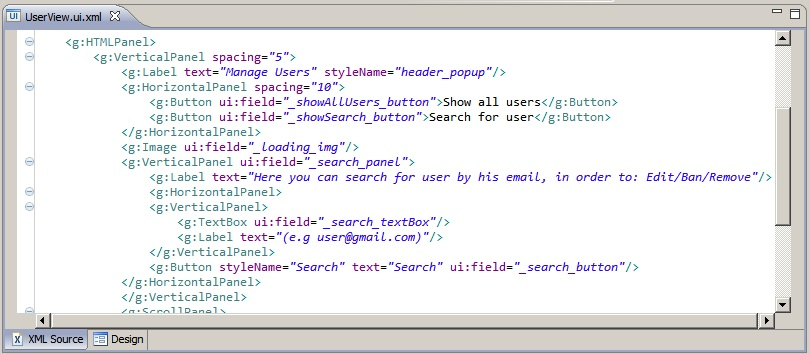 UserView.ui.xml
<g:HTMLPanel>
<g:VerticalPanel spacing="5">
<g:Label text="Manage Users" styleName="header_popup"/>
<g:HorizontalPanel spacing="10">
<g:Button ui:field="_showAllUsers_button">Show all users</g:Button>
<g:Button ui:field="_showSearch_button">Search for user</g:Button>
</g:HorizontalPanel>
<g:Image ui:field="_loading_img"/>
<g:VerticalPanel ui:field="_search_panel">
<g:Label text="Here you can search for user by his email, in order to: Edit/Ban/Remove"/>
<g:HorizontalPanel>
<g:VerticalPanel>
<g:TextBox ui:field="_search_textBox"/>
<g:Label text="(e.g user@gmail.com)"/>
</g:VerticalPanel>
<g:Button styleName="Search" text="Search" ui:field="_search_button"/>
</g:HorizontalPanel>
</g:VerticalPanel>
<g:ScrollPanel>
XML Source Design